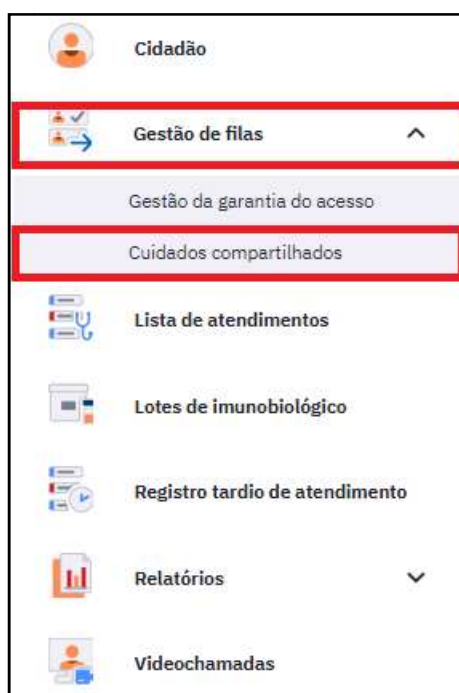 Cidadão
Gestão de filas
Gestão da garantia do acesso
Cuidados compartilhados
Lista de atendimentos
Lotes de imunobiológico
Registro tardio de atendimento
Relatórios
Videochamadas